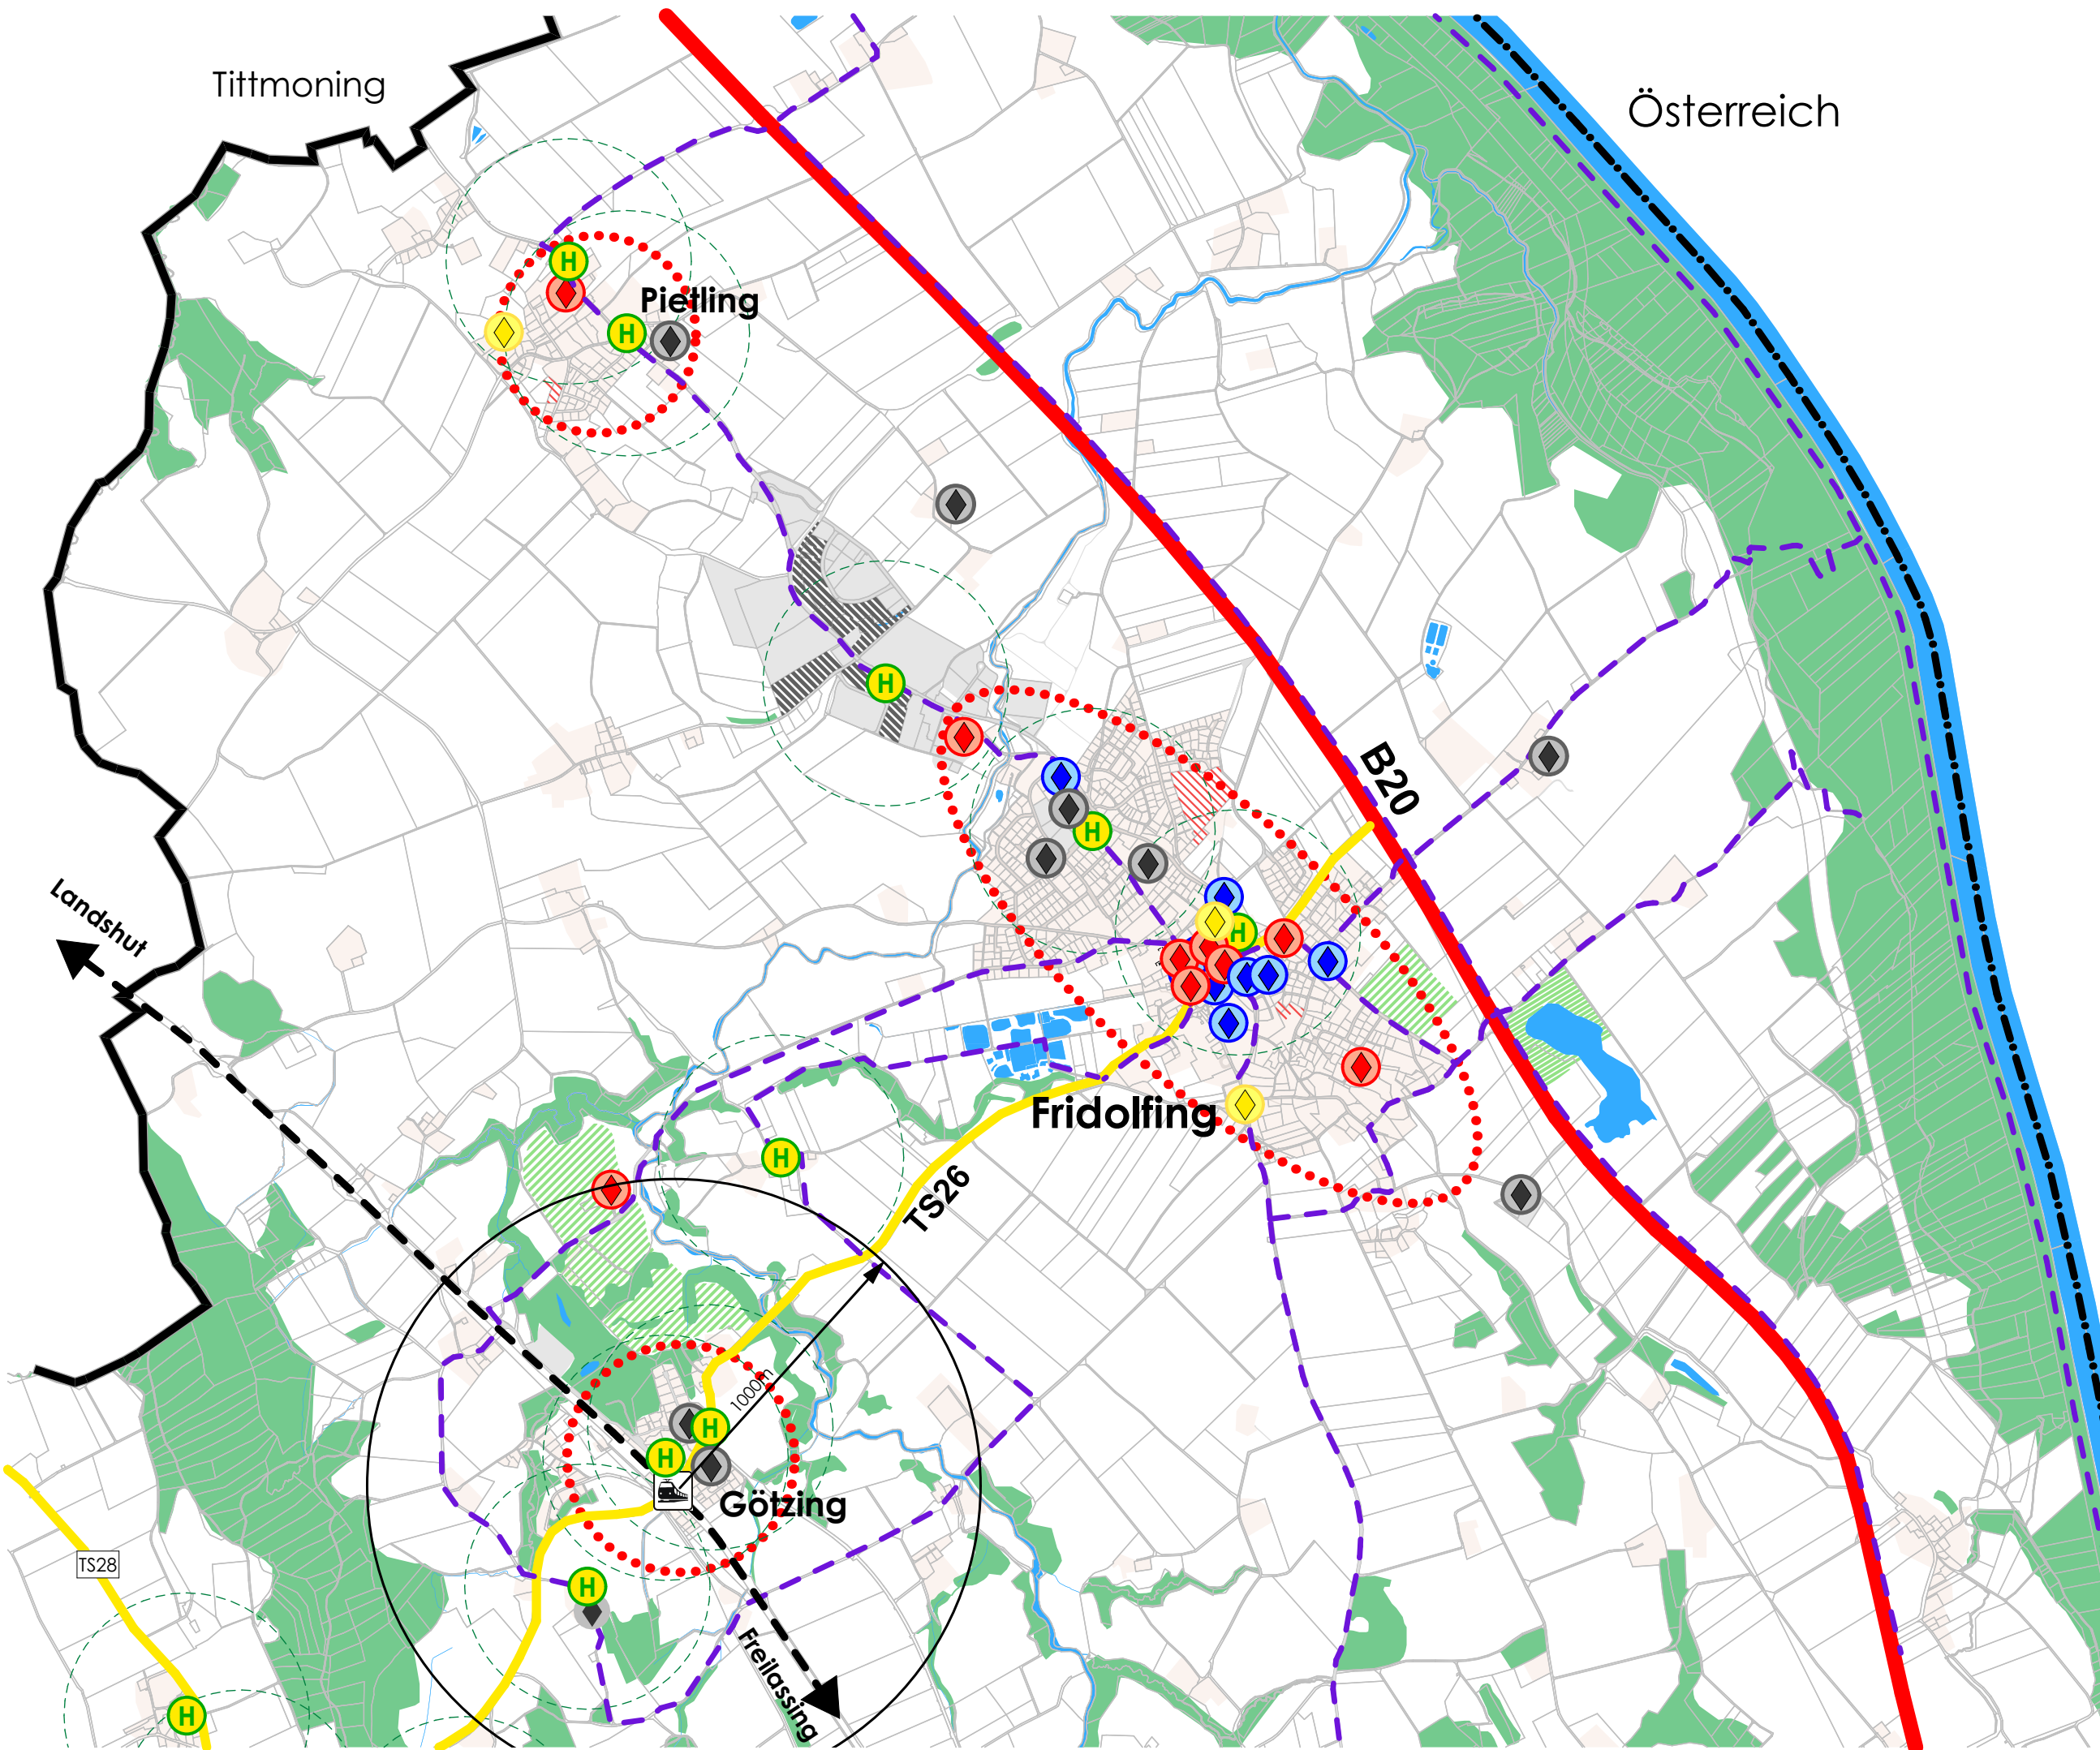 Tittmoning
Österreich
H
Pietling
H
H
B20
H
Landshut
H
Fridolfing
H
TS26
1000m
H
H
Götzing
TS28
H
Freilassing
H